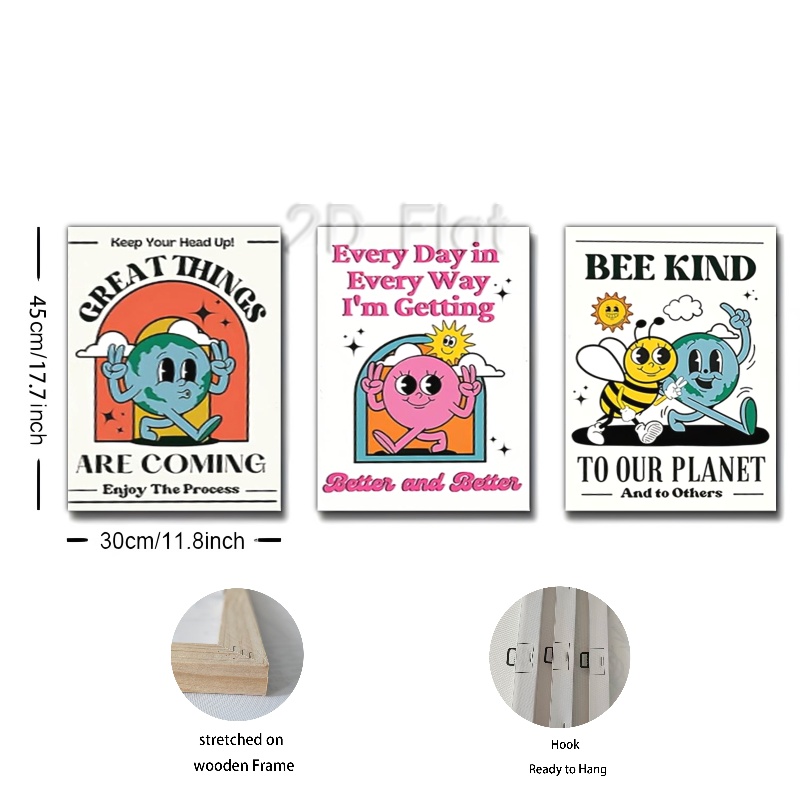 2D Flat
Keep Your Head Up!
GREAT THINGS
ARE COMING
Enjoy The Process
Every Day in
Every Way
I'm Getting
Better and Better
BEE KIND
TO OUR PLANET
And to Others
45cm/17.7inch
30cm/11.8inch
stretched on
wooden Frame
Hook
Ready to Hang